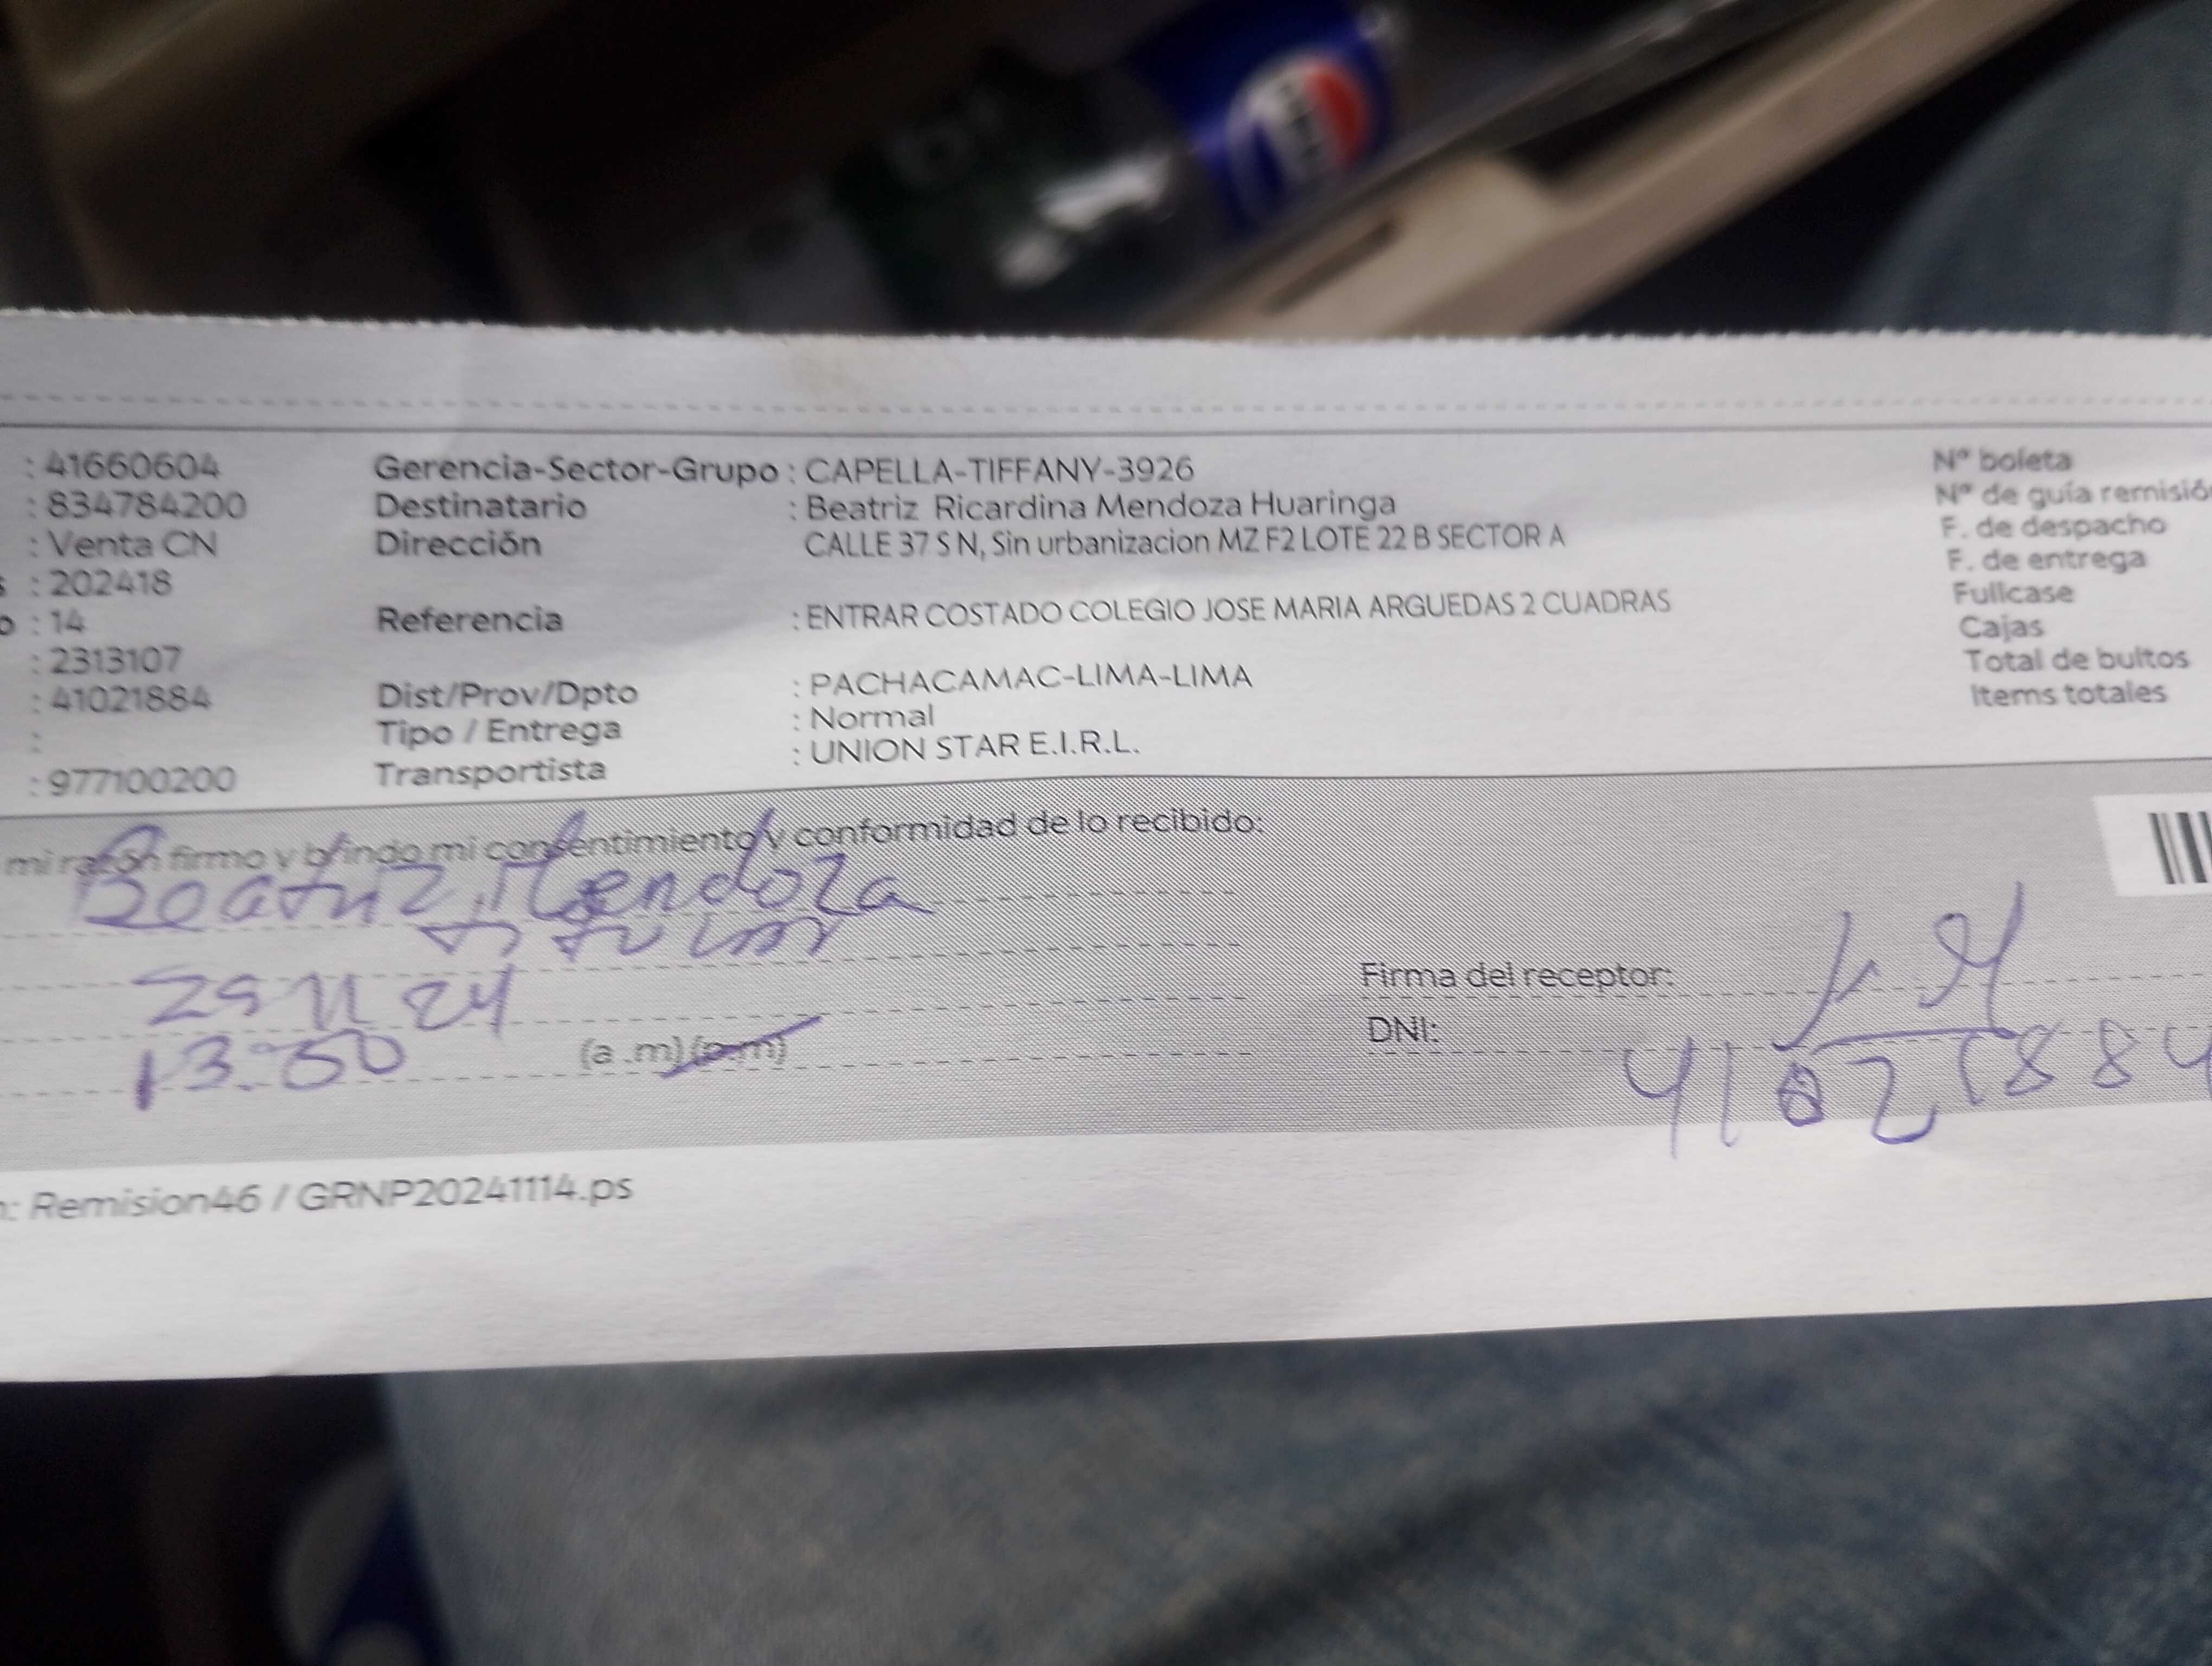 : 41660604 Gerencia-Sector-Grupo : CAPELLA-TIFFANY-3926 Nº boleta
: 834784200 Destinatario : Beatriz Ricardina Mendoza Huaringa Nº de guía remisió
: Venta CN Dirección CALLE 37 S N, Sin urbanizacion MZ F2 LOTE 22 B SECTOR A F. de despacho
: 202418 F. de entrega
: 14 Referencia : ENTRAR COSTADO COLEGIO JOSE MARIA ARGUEDAS 2 CUADRAS Fullcase
: 2313107 Cajas
: 41021884 Dist/Prov/Dpto : PACHACAMAC-LIMA-LIMA Total de bultos
: Tipo / Entrega : Normal Items totales
: 977100200 Transportista : UNION STAR E.I.R.L.
mi razón firmo y brindo mi consentimiento y conformidad de lo recibido:
Beatriz Mendoza
Titular
29 11 24
Firma del receptor:
13:50 (a .m) (p.m) DNI: 41021884
: Remision46 / GRNP20241114.ps